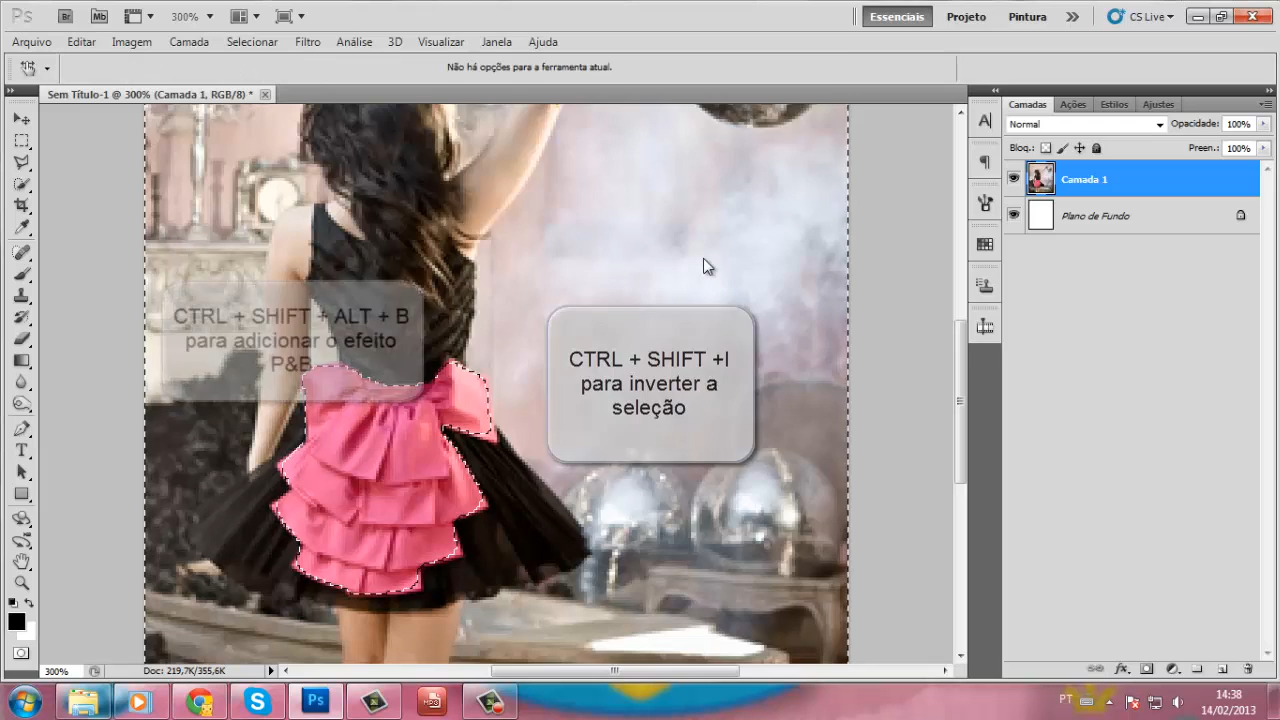 Ps Br Mb 300% Essenciais Projeto Pintura CS Live
Arquivo Editar Imagem Camada Selecionar Filtro Análise 3D Visualizar Janela Ajuda
Não há opções para a ferramenta atual.
Sem Título-1 @ 300% (Camada 1, RGB/8) *
Camadas Ações Estilos Ajustes
Normal Opacidade: 100%
Bloq.: Preen.: 100%
Camada 1
Plano de Fundo
CTRL + SHIFT + ALT + B
para adicionar o efeito
P&B
CTRL + SHIFT +I
para inverter a
seleção
300% Doc: 219,7K/355,6K
PT 14:38
14/02/2013